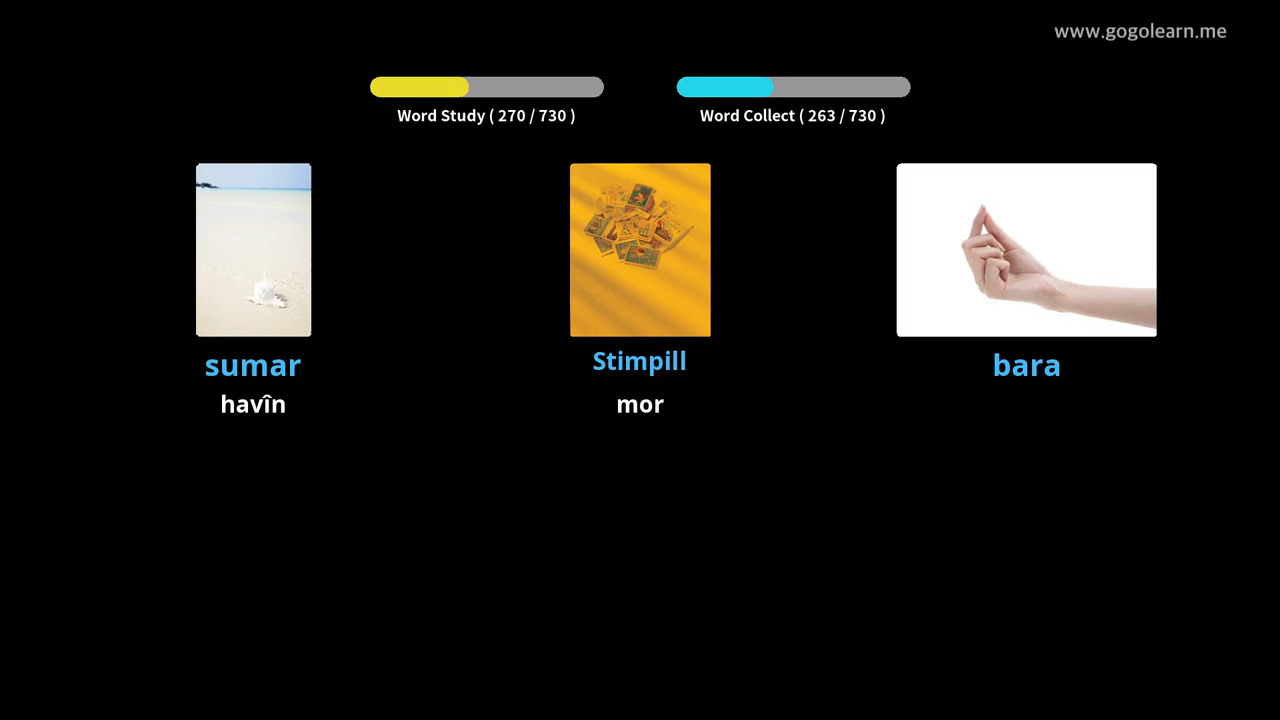 www.gogolearn.me
Word Study ( 270 / 730 )
Word Collect ( 263 / 730 )
sumar
Stimpill
bara
havîn
mor